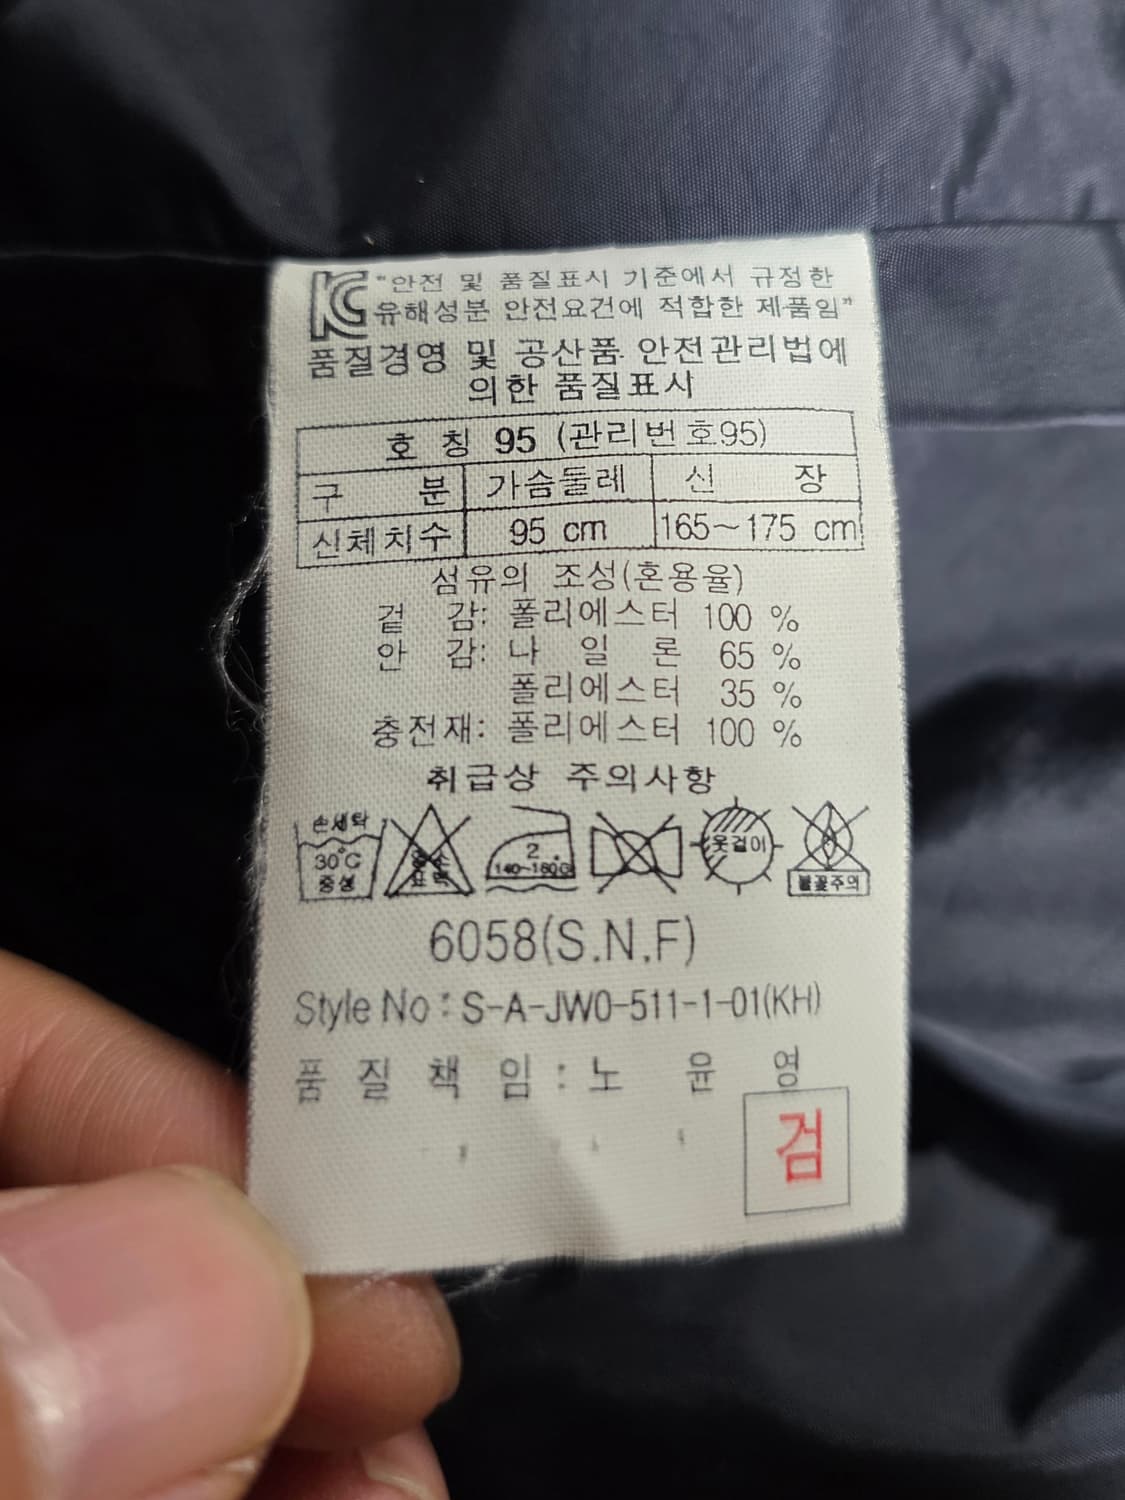 KC "안전 및 품질표시 기준에서 규정한
유해성분 안전요건에 적합한 제품임"
품질경영 및 공산품 안전관리법에
의한 품질표시
호 칭 95 (관리번호95)
구 분 가슴둘레 신 장
신체치수 95 cm 165~175 cm
섬유의 조성(혼용율)
겉 감: 폴리에스터 100 %
안 감: 나 일 론 65 %
폴리에스터 35 %
충전재: 폴리에스터 100 %
취급상 주의사항
손세탁 30℃ 중성
염소 표백
2 140~160℃
옷걸이
불꽃주의
6058(S.N.F)
Style No : S-A-JW0-511-1-01(KH)
품 질 책 임 : 노 윤 영
검